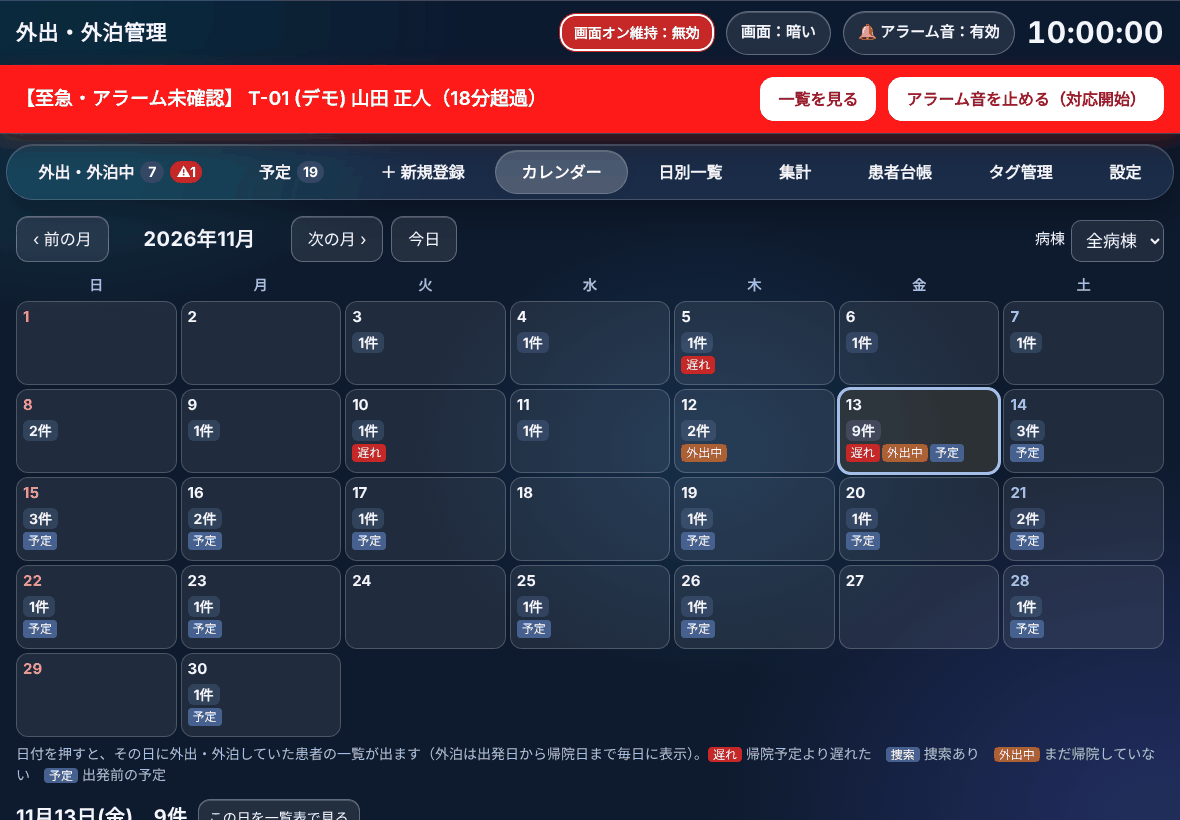 外出・外泊管理
画面オン維持：無効
画面：暗い
🔔 アラーム音：有効
10:00:00
【至急・アラーム未確認】 T-01 (デモ) 山田 正人（18分超過）
一覧を見る
アラーム音を止める（対応開始）
外出・外泊中 7 ▲1
予定 19
＋ 新規登録
カレンダー
日別一覧
集計
患者台帳
タグ管理
設定
‹ 前の月
2026年11月
次の月 ›
今日
病棟
全病棟
日 月 火 水 木 金 土
1
2
3
1件
4
1件
5
1件
遅れ
6
1件
7
1件
8
2件
9
1件
10
1件
遅れ
11
1件
12
2件
外出中
13
9件
遅れ 外出中 予定
14
3件
予定
15
3件
予定
16
2件
予定
17
1件
予定
18
19
1件
予定
20
1件
予定
21
2件
予定
22
1件
予定
23
1件
予定
24
25
1件
予定
26
1件
予定
27
28
1件
予定
29
30
1件
予定
日付を押すと、その日に外出・外泊していた患者の一覧が出ます（外泊は出発日から帰院日まで毎日に表示）。 遅れ 帰院予定より遅れた 捜索 捜索あり 外出中 まだ帰院していな
い 予定 出発前の予定
11月13日(金) 9件 この日を一覧表で見る